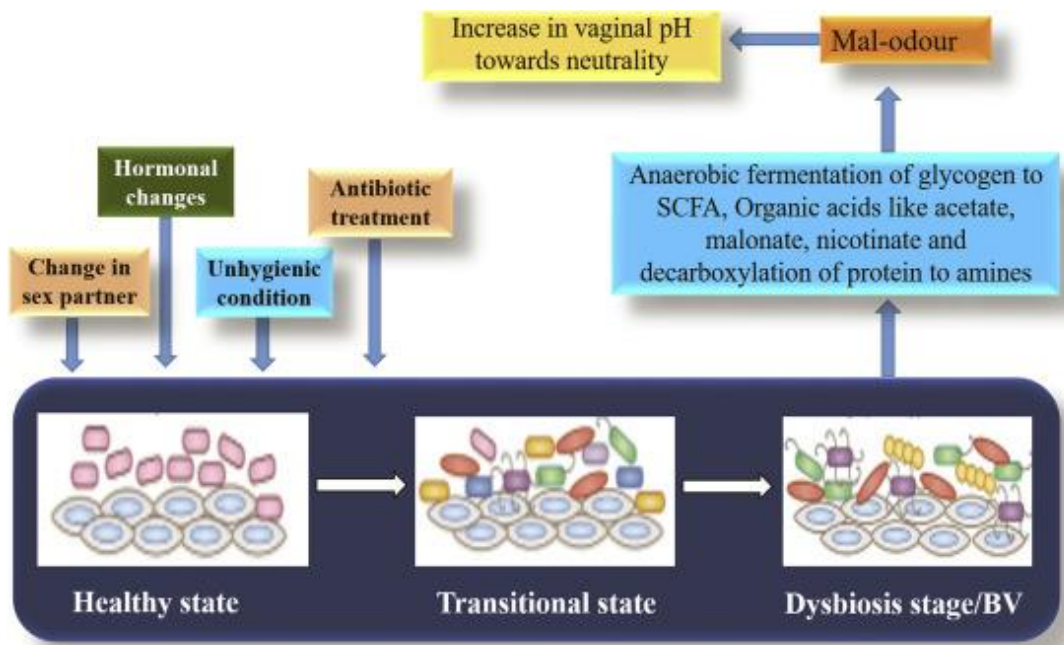 Increase in vaginal pH
towards neutrality
Mal-odour
Hormonal
changes
Antibiotic
treatment
Anaerobic fermentation of glycogen to
SCFA, Organic acids like acetate,
malonate, nicotinate and
decarboxylation of protein to amines
Change in
sex partner
Unhygienic
condition
Healthy state
Transitional state
Dysbiosis stage/BV